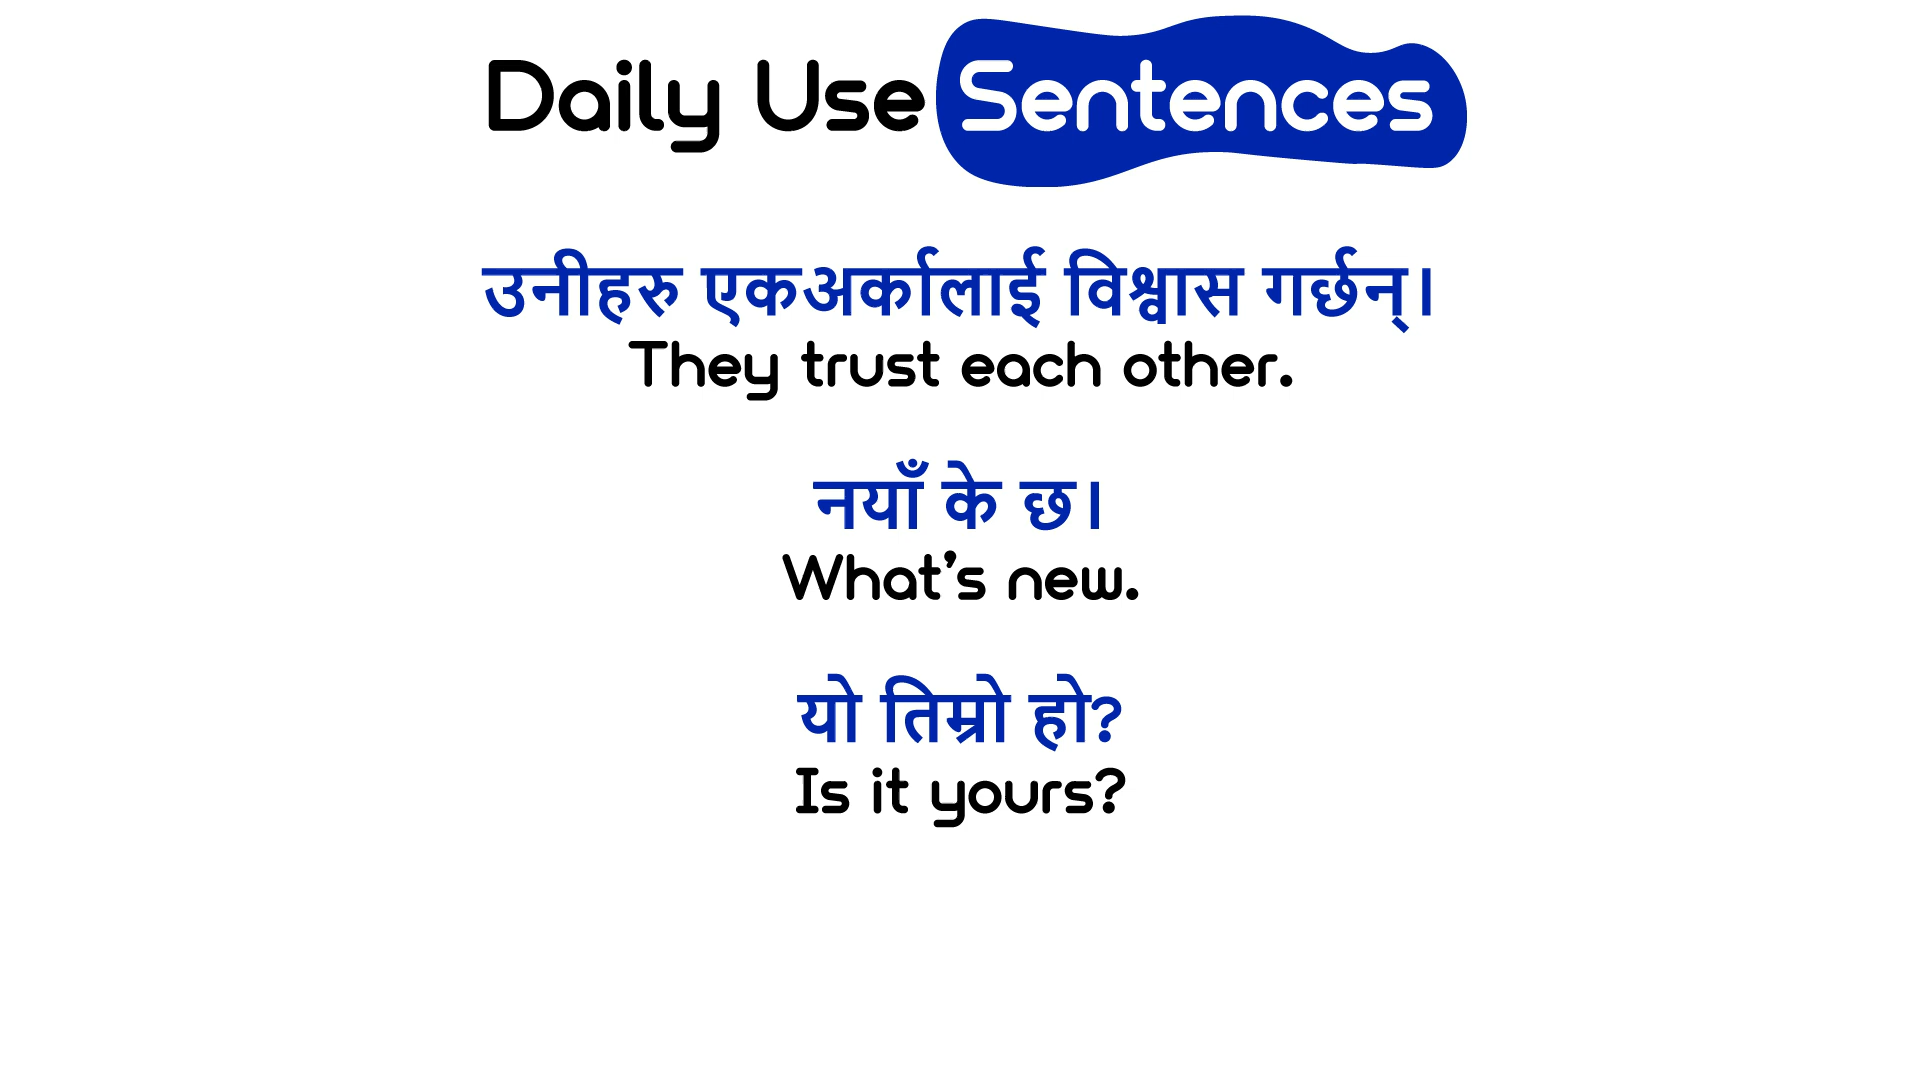 Daily Use Sentences
उनीहरु एकअर्कालाई विश्वास गर्छन्।
They trust each other.
नयाँ के छ।
What’s new.
यो तिम्रो हो?
Is it yours?